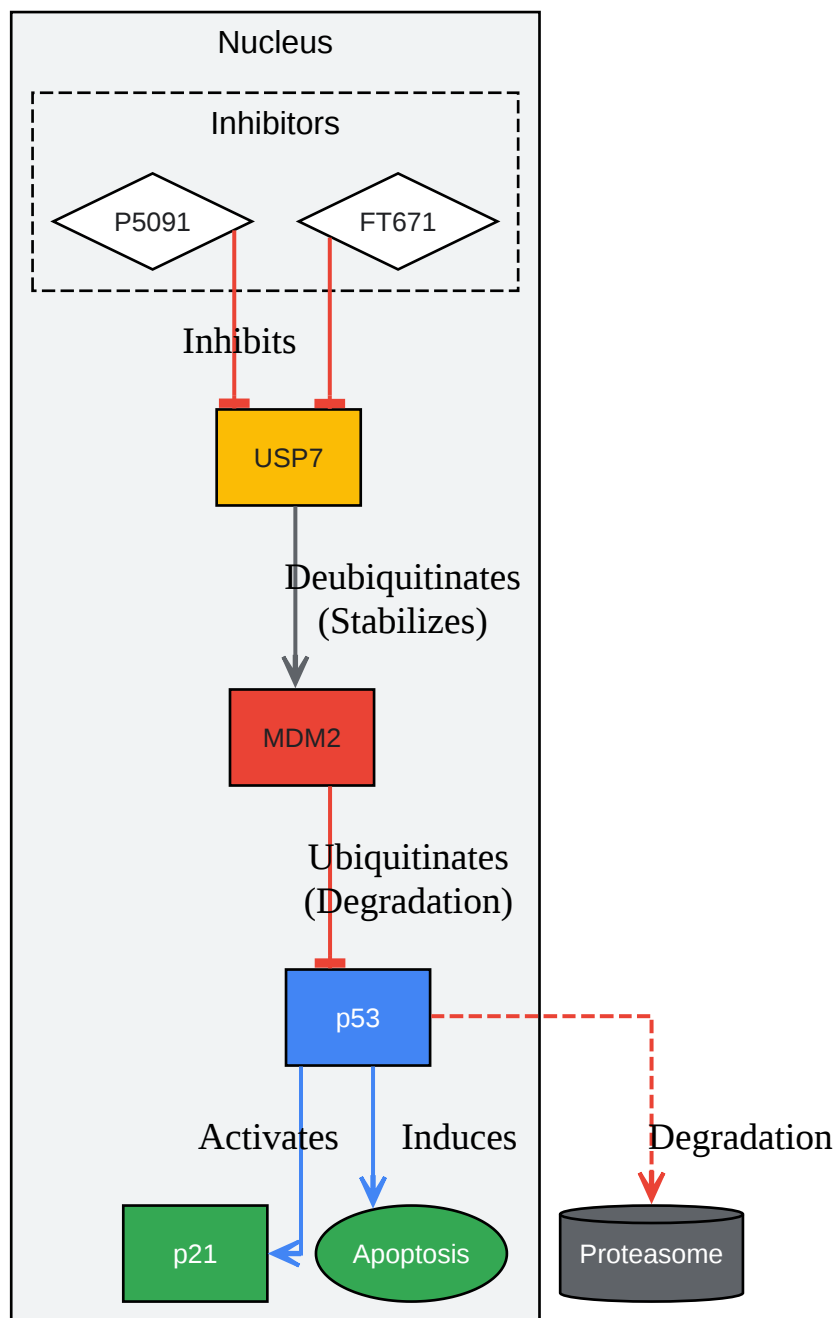 Nucleus
Inhibitors
P5091
FT671
Inhibits
USP7
Deubiquitinates
(Stabilizes)
MDM2
Ubiquitinates
(Degradation)
p53
Activates
Induces
Degradation
p21
Apoptosis
Proteasome